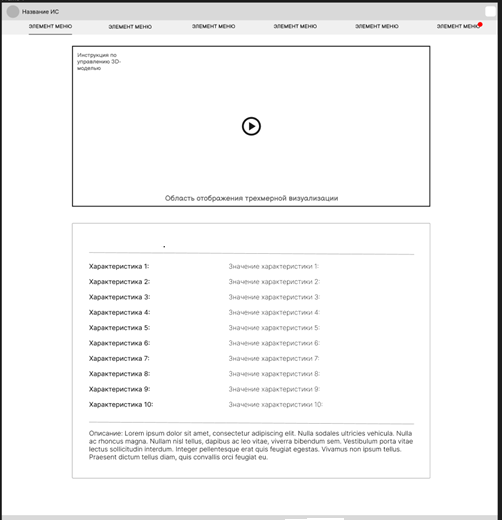 Название ИС
ЭЛЕМЕНТ МЕНЮ ЭЛЕМЕНТ МЕНЮ ЭЛЕМЕНТ МЕНЮ ЭЛЕМЕНТ МЕНЮ ЭЛЕМЕНТ МЕНЮ ЭЛЕМЕНТ МЕНЮ
Инструкция по
управлению 3D-
моделью
Область отображения трехмерной визуализации
Характеристика 1: Значение характеристики 1:
Характеристика 2: Значение характеристики 2:
Характеристика 3: Значение характеристики 3:
Характеристика 4: Значение характеристики 4:
Характеристика 5: Значение характеристики 5:
Характеристика 6: Значение характеристики 6:
Характеристика 7: Значение характеристики 7:
Характеристика 8: Значение характеристики 8:
Характеристика 9: Значение характеристики 9:
Характеристика 10: Значение характеристики 10:
Описание: Lorem ipsum dolor sit amet, consectetur adipiscing elit. Nulla sodales ultricies vehicula. Nulla
ac rhoncus magna. Nullam nisl tellus, dapibus ac leo vitae, viverra bibendum sem. Vestibulum porta vitae
lectus sollicitudin interdum. Integer pellentesque erat quis feugiat egestas. Vivamus non ipsum tellus.
Praesent dictum tellus diam, quis convallis orci feugiat eu.